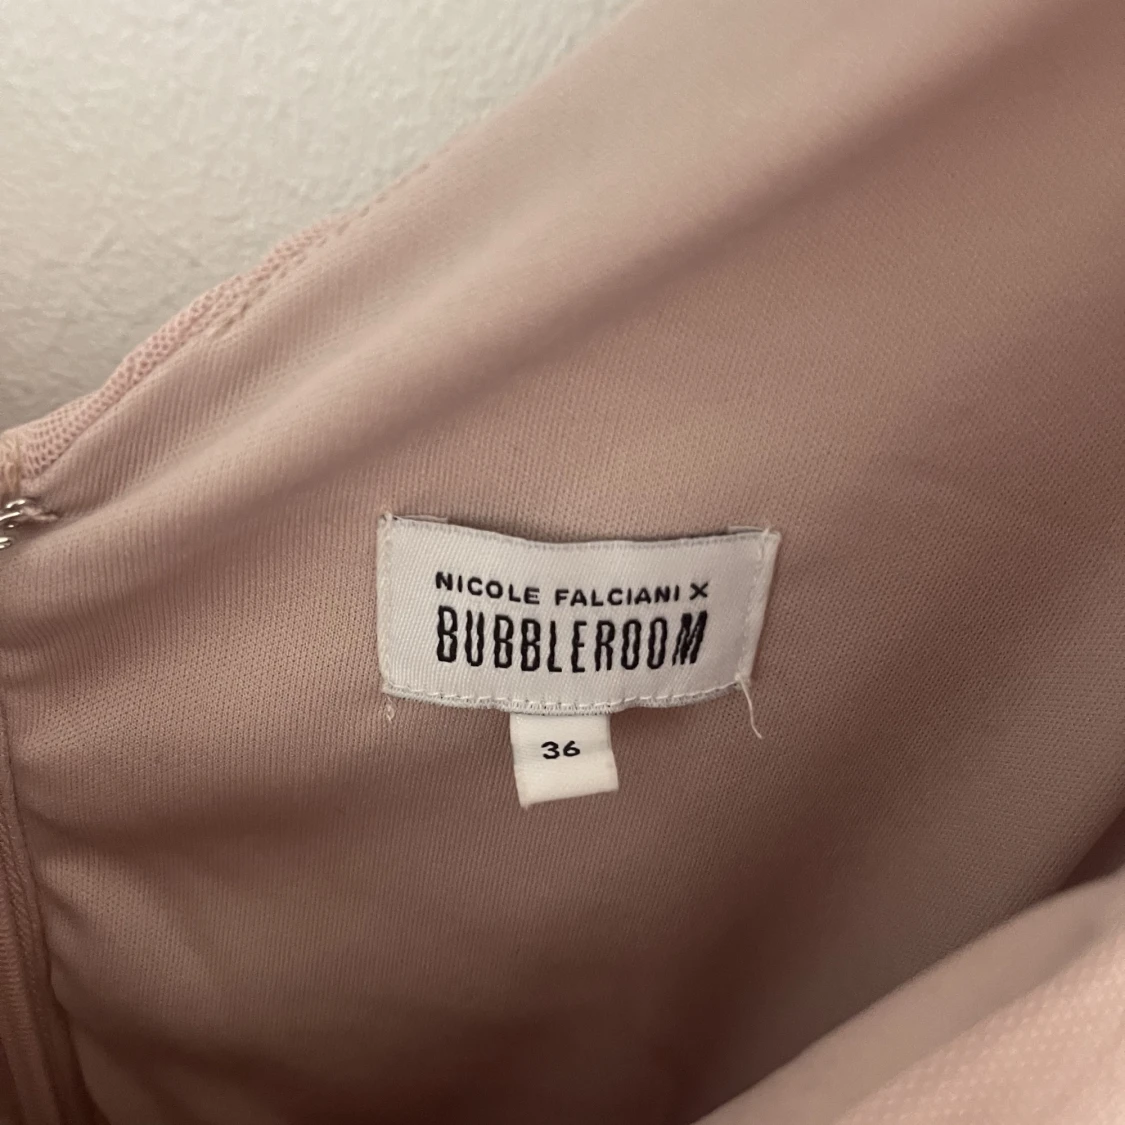 NICOLE FALCIANI X
BUBBLEROOM
36